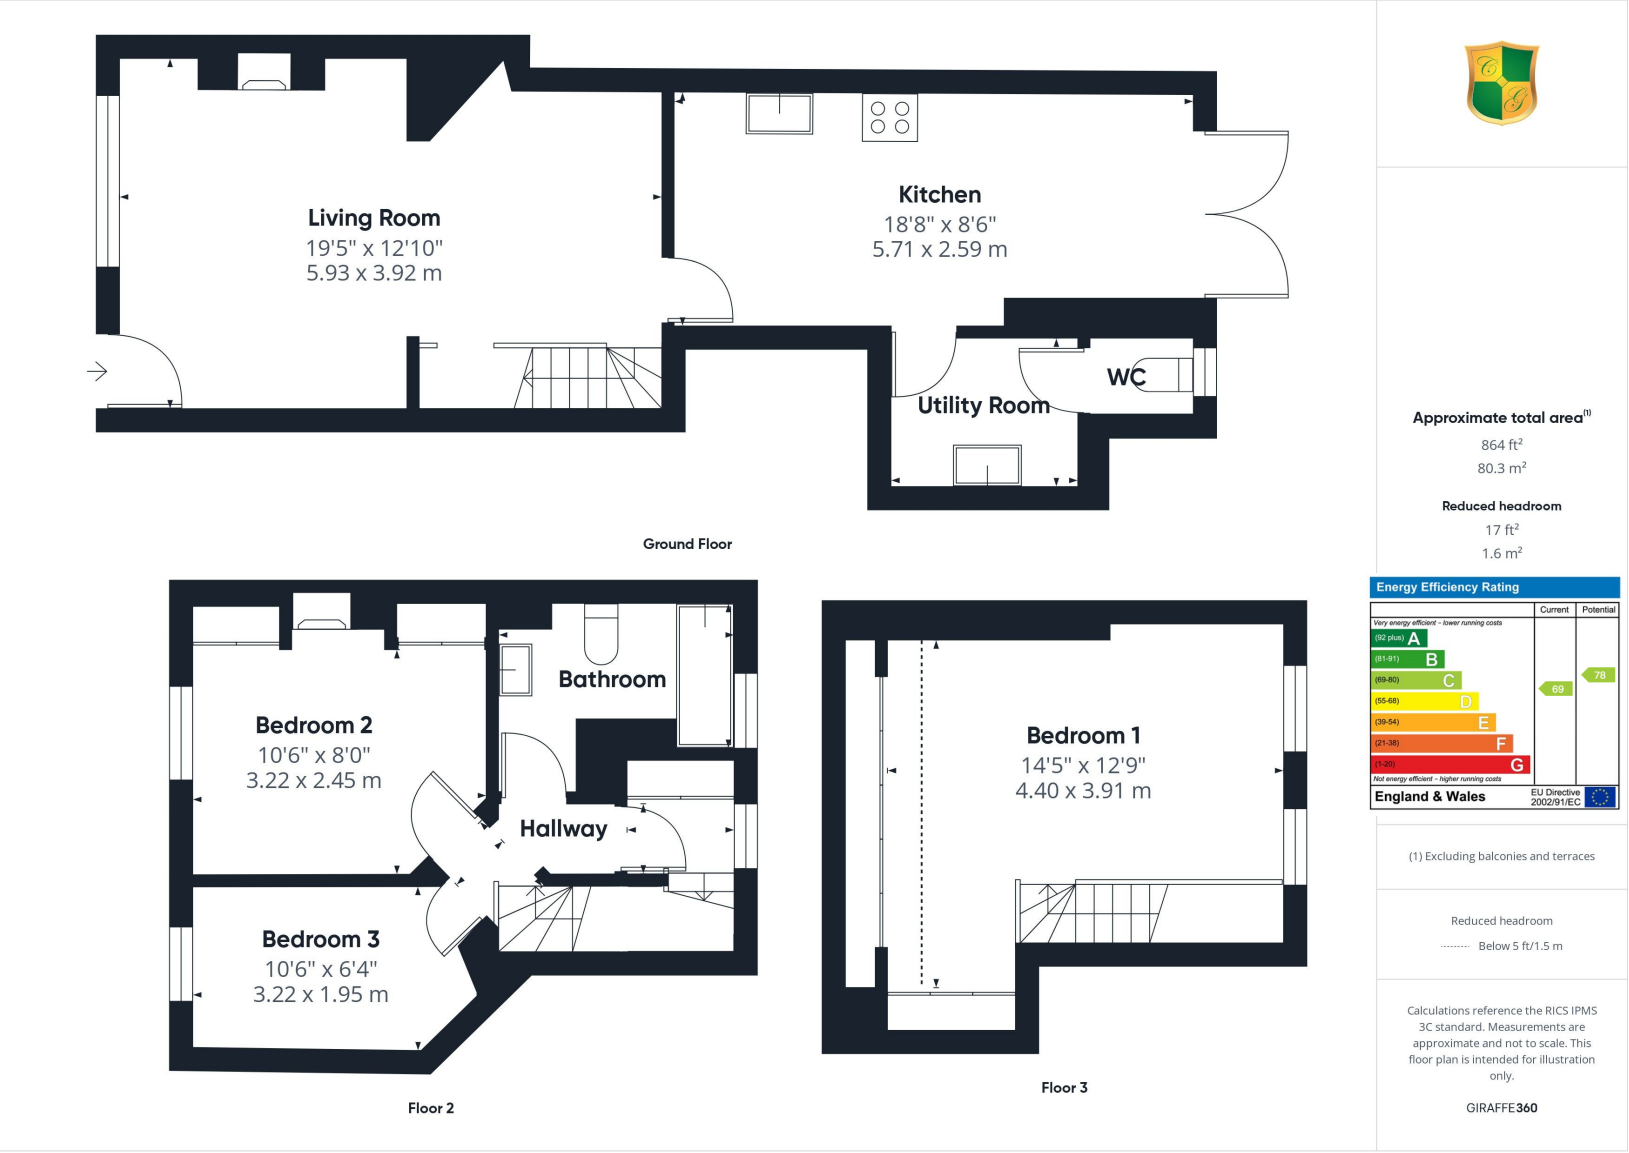 Living Room
19'5" x 12'10"
5.93 x 3.92 m
Kitchen
18'8" x 8'6"
5.71 x 2.59 m
WC
Utility Room
Ground Floor
Bedroom 2
10'6" x 8'0"
3.22 x 2.45 m
Bathroom
Hallway
Bedroom 3
10'6" x 6'4"
3.22 x 1.95 m
Floor 2
Bedroom 1
14'5" x 12'9"
4.40 x 3.91 m
Floor 3
C
G
Approximate total area(1)
864 ft²
80.3 m²
Reduced headroom
17 ft²
1.6 m²
Energy Efficiency Rating
Current Potential
Very energy efficient - lower running costs
(92 plus) A
(81-91) B
(69-80) C
(55-68) D
(39-54) E
(21-38) F
(1-20) G
69
78
Not energy efficient - higher running costs
England & Wales
EU Directive
2002/91/EC
(1) Excluding balconies and terraces
Reduced headroom
Below 5 ft/1.5 m
Calculations reference the RICS IPMS
3C standard. Measurements are
approximate and not to scale. This
floor plan is intended for illustration
only.
GIRAFFE360